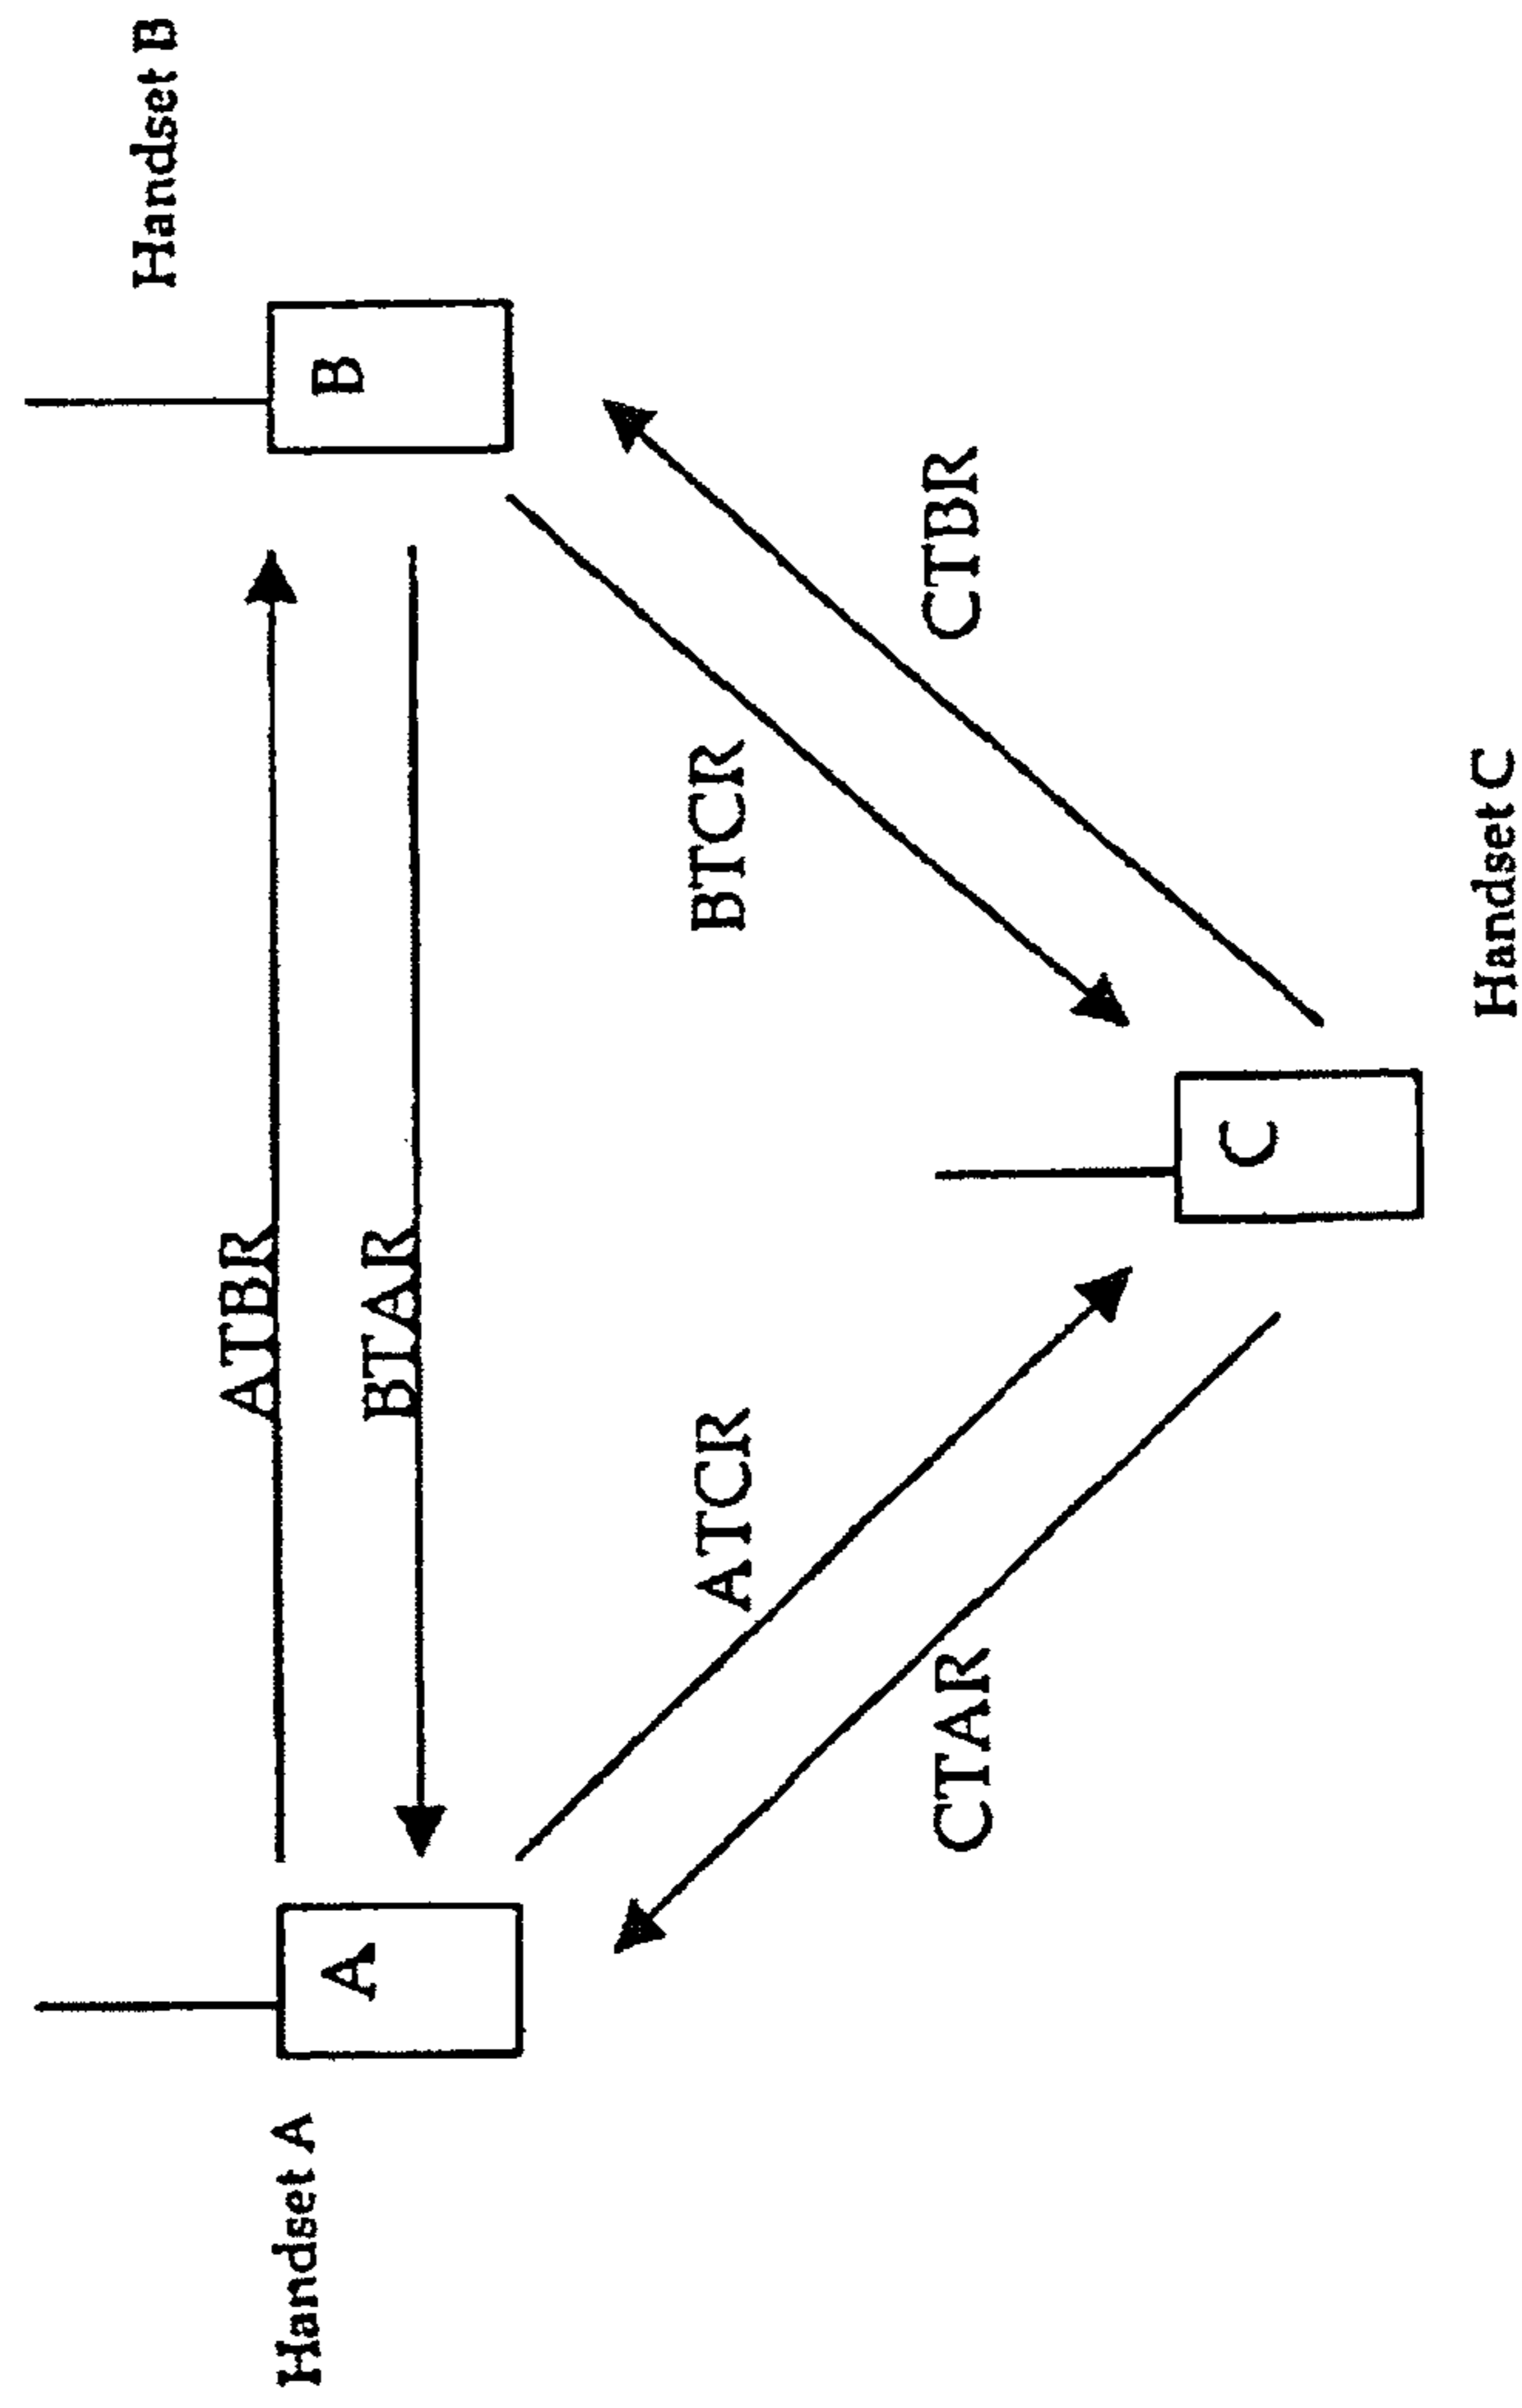 Handset A
A
ATBR
BTAR
B
Handset B
ATCR
BTCR
CTAR
CTBR
C
Handset C